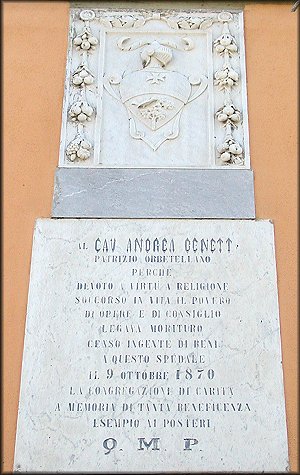 AL CAV ANDREA
PATRIZIO ORBETELLANO
PERCHÈ
DEVOTO A VIRTÙ A RELIGIONE
SOCCORSO IN VITA IL POVERO
DI OPERE E DI CONSIGLIO
LEGAVA MORITURO
CENSO INGENTE DI BENI
A QUESTO SPEDALE
IL 9 OTTOBRE 1870
LA CONGREGAZIONE DI CARITÀ
A MEMORIA DI TANTA BENEFICENZA
ESEMPIO AI POSTERI
Q. M. P